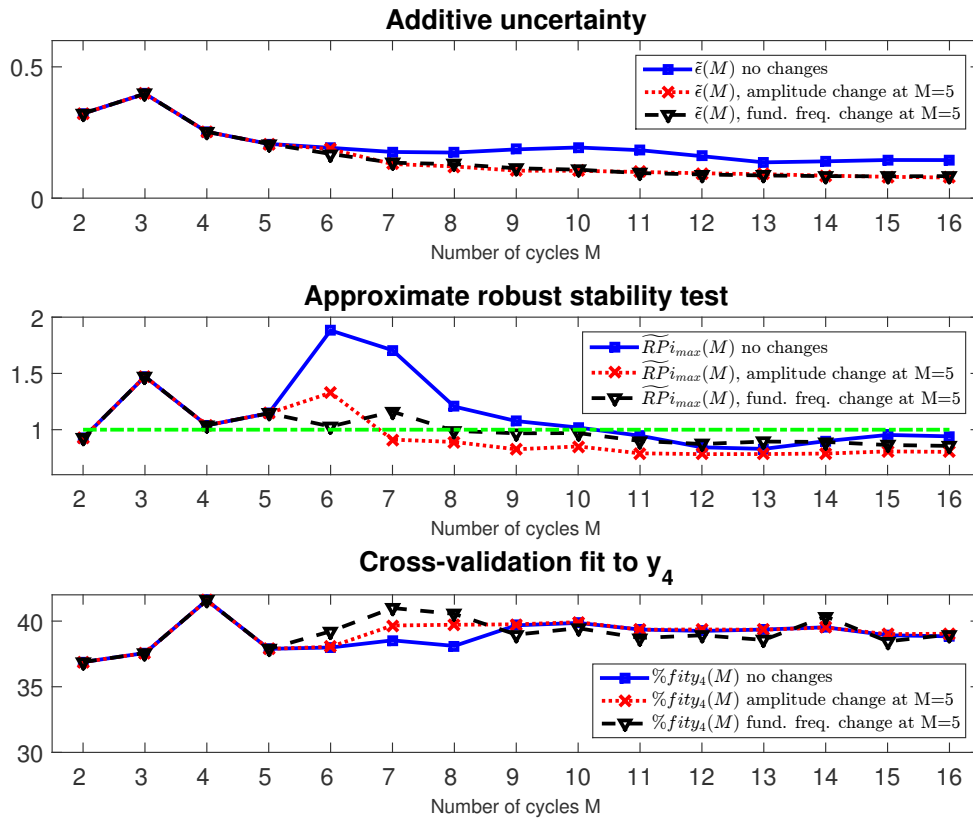 Additive uncertainty
0.5
0
ϵ̃(M) no changes
ϵ̃(M), amplitude change at M=5
ϵ̃(M), fund. freq. change at M=5
2 3 4 5 6 7 8 9 10 11 12 13 14 15 16
Number of cycles M
Approximate robust stability test
2
1.5
1
R͠Pi_max(M) no changes
R͠Pi_max(M), amplitude change at M=5
R͠Pi_max(M), fund. freq. change at M=5
2 3 4 5 6 7 8 9 10 11 12 13 14 15 16
Number of cycles M
Cross-validation fit to y_4
40
35
30
%fity_4(M) no changes
%fity_4(M) amplitude change at M=5
%fity_4(M) fund. freq. change at M=5
2 3 4 5 6 7 8 9 10 11 12 13 14 15 16
Number of cycles M